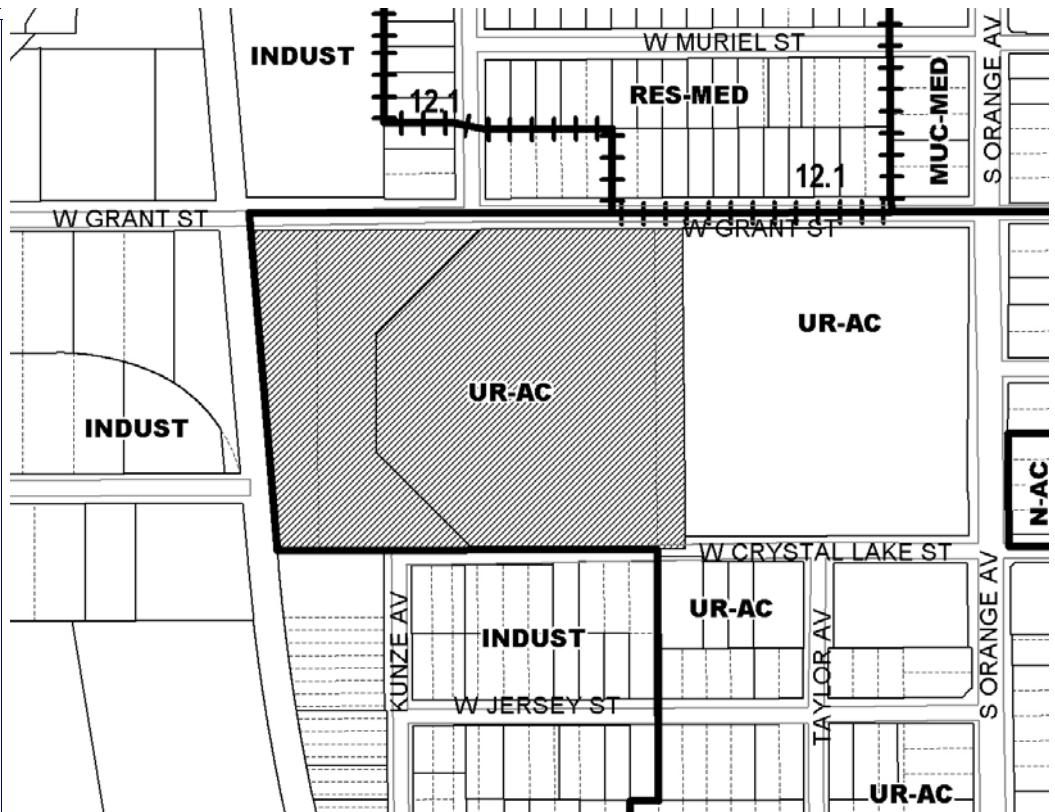 W MURIEL ST
INDUST
S ORANGE AV
RES-MED
12.1
MUC-MED
12.1
W GRANT ST
W GRANT ST
UR-AC
UR-AC
INDUST
N-AC
W CRYSTAL LAKE ST
UR-AC
KUNZE AV
INDUST
TAYLOR AV
S ORANGE AV
W JERSEY ST
UR-AC